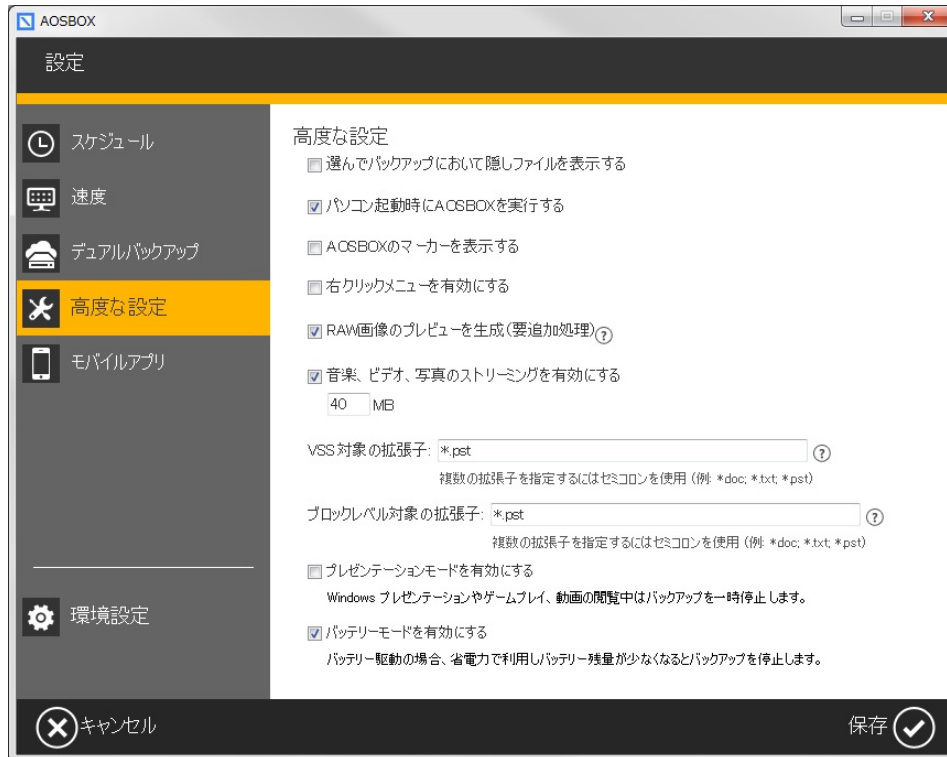 AOSBOX
設定
スケジュール
速度
デュアルバックアップ
高度な設定
モバイルアプリ
環境設定
高度な設定
選んでバックアップにおいて隠しファイルを表示する
パソコン起動時にAOSBOXを実行する
AOSBOXのマーカーを表示する
右クリックメニューを有効にする
RAW画像のプレビューを生成(要追加処理)?
音楽、ビデオ、写真のストリーミングを有効にする
40 MB
VSS対象の拡張子: *.pst ?
複数の拡張子を指定するにはセミコロンを使用 (例: *doc; *.txt; *pst)
ブロックレベル対象の拡張子: *.pst ?
複数の拡張子を指定するにはセミコロンを使用 (例: *doc; *.txt; *pst)
プレゼンテーションモードを有効にする
Windows プレゼンテーションやゲームプレイ、動画の閲覧中はバックアップを一時停止します。
バッテリーモードを有効にする
バッテリー駆動の場合、省電力で利用しバッテリー残量が少なくなるとバックアップを停止します。
キャンセル
保存